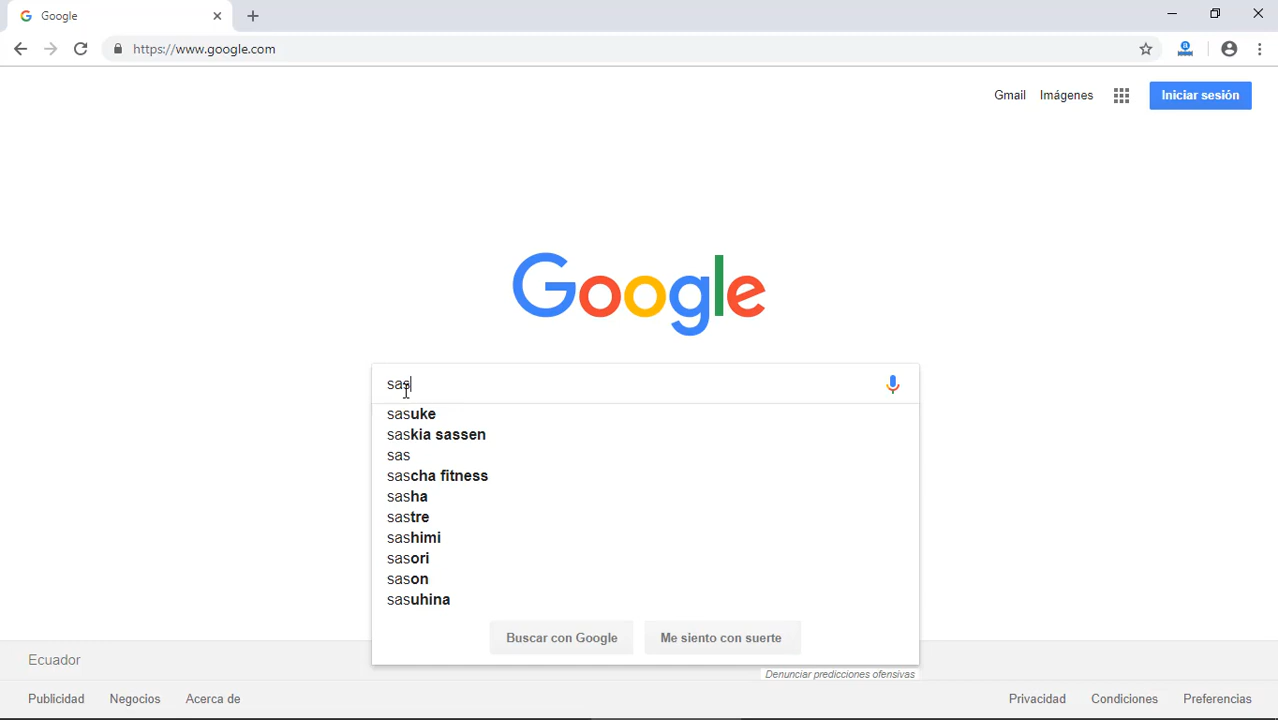 Google
https://www.google.com
Gmail Imágenes Iniciar sesión
Google
sas
sasuke
saskia sassen
sas
sascha fitness
sasha
sastre
sashimi
sasori
sason
sasuhina
Buscar con Google Me siento con suerte
Ecuador
Denunciar predicciones ofensivas
Publicidad Negocios Acerca de Privacidad Condiciones Preferencias